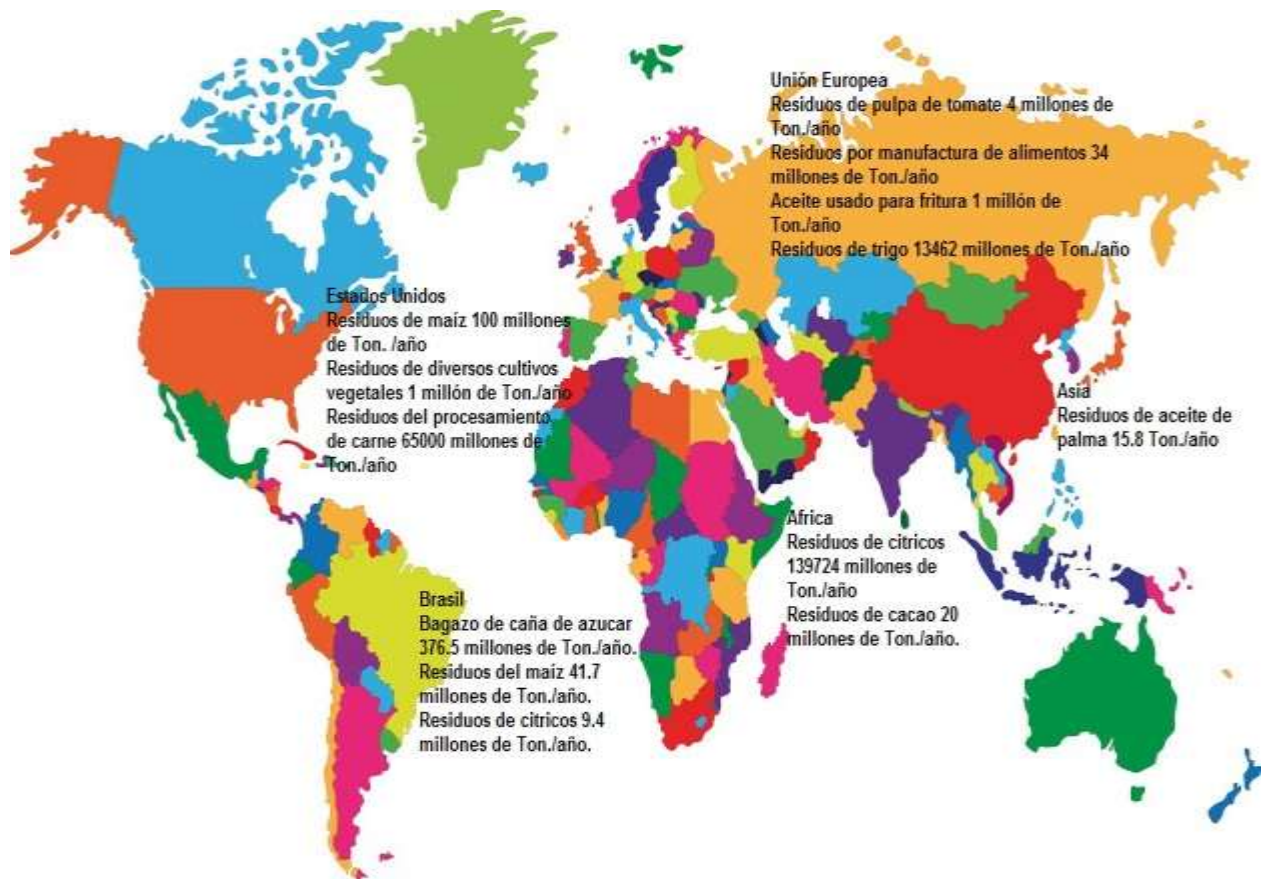 Unión Europea
Residuos de pulpa de tomate 4 millones de
Ton./año
Residuos por manufactura de alimentos 34
millones de Ton./año
Aceite usado para fritura 1 millón de
Ton./año
Residuos de trigo 13462 millones de Ton./año
Estados Unidos
Residuos de maíz 100 millones
de Ton. /año
Residuos de diversos cultivos
vegetales 1 millón de Ton./año
Residuos del procesamiento
de carne 65000 millones de
Ton./año
Asia
Residuos de aceite de
palma 15.8 Ton./año
Africa
Residuos de citricos
139724 millones de
Ton./año
Residuos de cacao 20
millones de Ton./año.
Brasil
Bagazo de caña de azucar
376.5 millones de Ton./año.
Residuos del maíz 41.7
millones de Ton./año.
Residuos de citricos 9.4
millones de Ton./año.